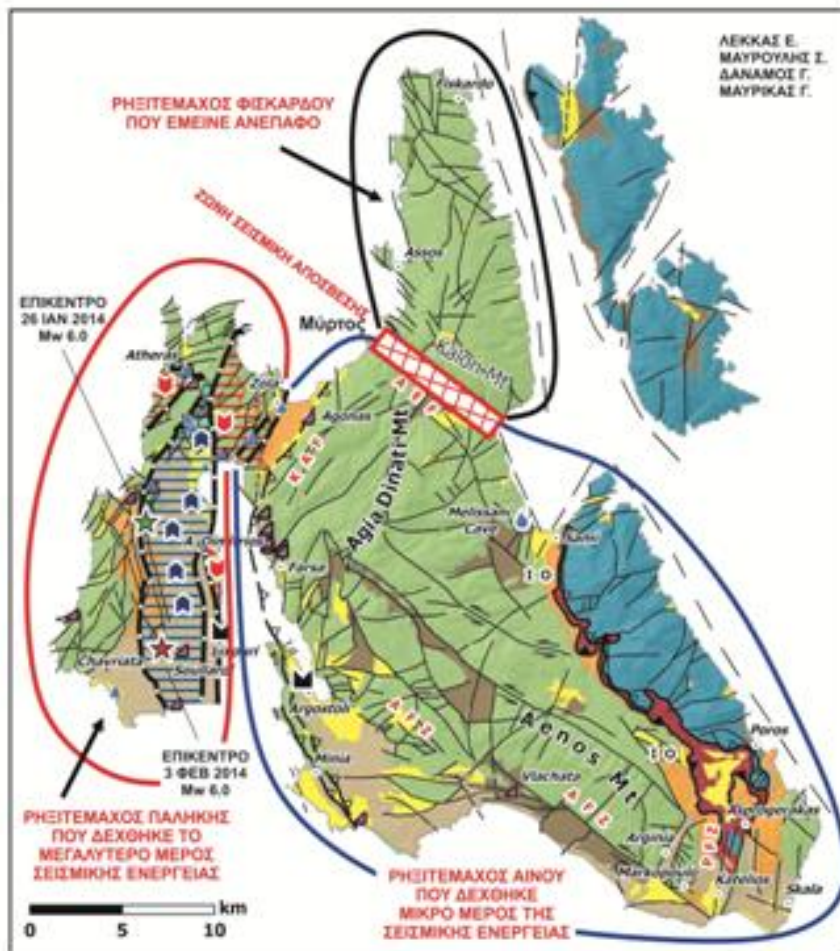 ΛΕΚΚΑΣ Ε.
ΜΑΥΡΟΥΛΗΣ Σ.
ΔΑΝΑΜΟΣ Γ.
ΜΑΥΡΙΚΑΣ Γ.
ΡΗΞΙΤΕΜΑΧΟΣ ΦΙΣΚΑΡΔΟΥ
ΠΟΥ ΕΜΕΙΝΕ ΑΝΕΠΑΦΟ
Fiskardo
ΖΩΝΗ ΣΕΙΣΜΙΚΗ ΑΠΟΣΒΕΣΗΣ
Assos
ΕΠΙΚΕΝΤΡΟ
26 ΙΑΝ 2014
Mw 6.0
Μύρτος
Atheras
Zola
Kalon Mt
A E F
Agonas
K A F Z
Agia Dinati Mt
Melissani
Cave
Sami
I O
Farsa
Chavriata
Lixouri
Argostoli
A F Z
Minia
Aenos Mt
I O
Poros
Vlachata
A F Z
ΕΠΙΚΕΝΤΡΟ
3 ΦΕΒ 2014
Mw 6.0
Asprogerakas
Arginia
P F Z
Markopoulo
Katelios
Skala
ΡΗΞΙΤΕΜΑΧΟΣ ΠΑΛΙΚΗΣ
ΠΟΥ ΔΕΧΘΗΚΕ ΤΟ
ΜΕΓΑΛΥΤΕΡΟ ΜΕΡΟΣ
ΣΕΙΣΜΙΚΗΣ ΕΝΕΡΓΕΙΑΣ
ΡΗΞΙΤΕΜΑΧΟΣ ΑΙΝΟΥ
ΠΟΥ ΔΕΧΘΗΚΕ
ΜΙΚΡΟ ΜΕΡΟΣ ΤΗΣ
ΣΕΙΣΜΙΚΗΣ ΕΝΕΡΓΕΙΑΣ
km
0 5 10